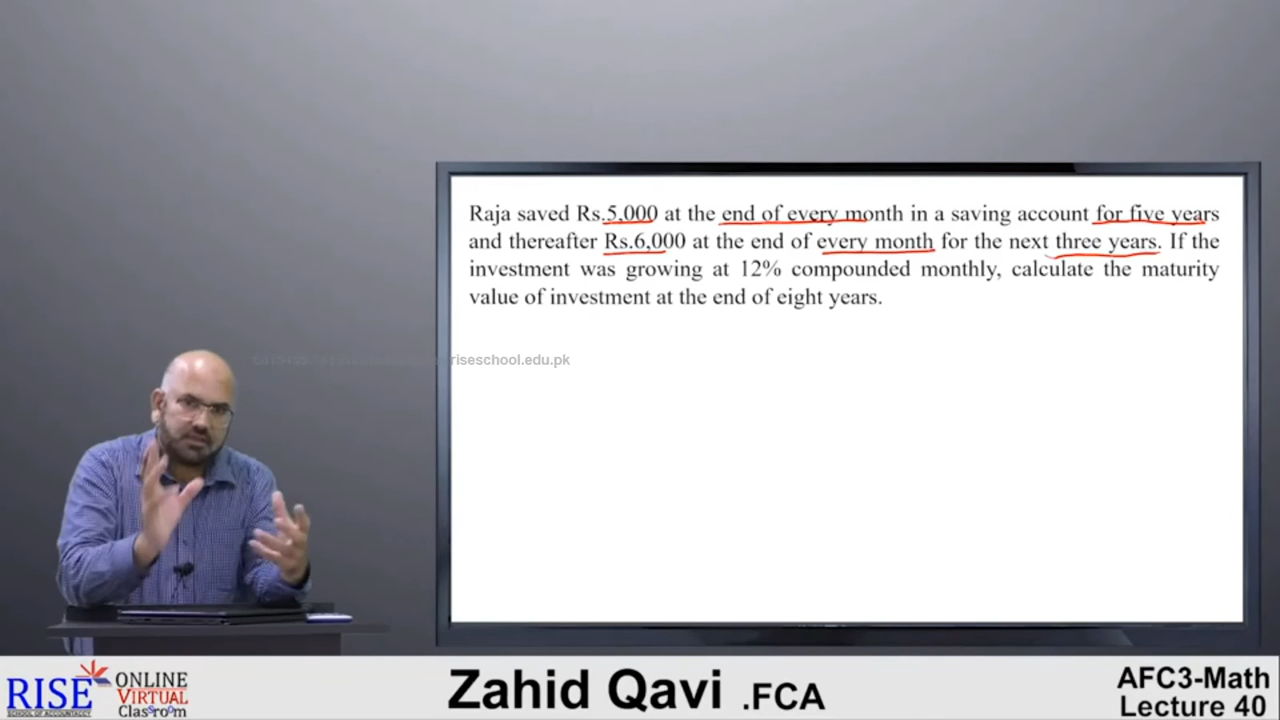 Raja saved Rs.5,000 at the end of every month in a saving account for five years
and thereafter Rs.6,000 at the end of every month for the next three years. If the
investment was growing at 12% compounded monthly, calculate the maturity
value of investment at the end of eight years.
riseschool.edu.pk
RISE
SCHOOL OF ACCOUNTANCY
ONLINE
VIRTUAL
Classroom
Zahid Qavi .FCA
AFC3-Math
Lecture 40